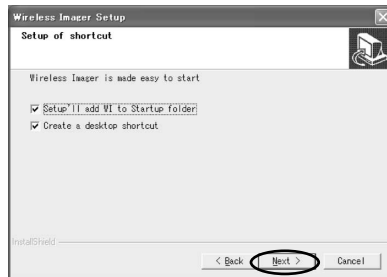 Wireless Imager Setup
Setup of shortcut
Wireless Imager is made easy to start
Setup'll add WI to Startup folder
Create a desktop shortcut
InstallShield
< Back
Next >
Cancel